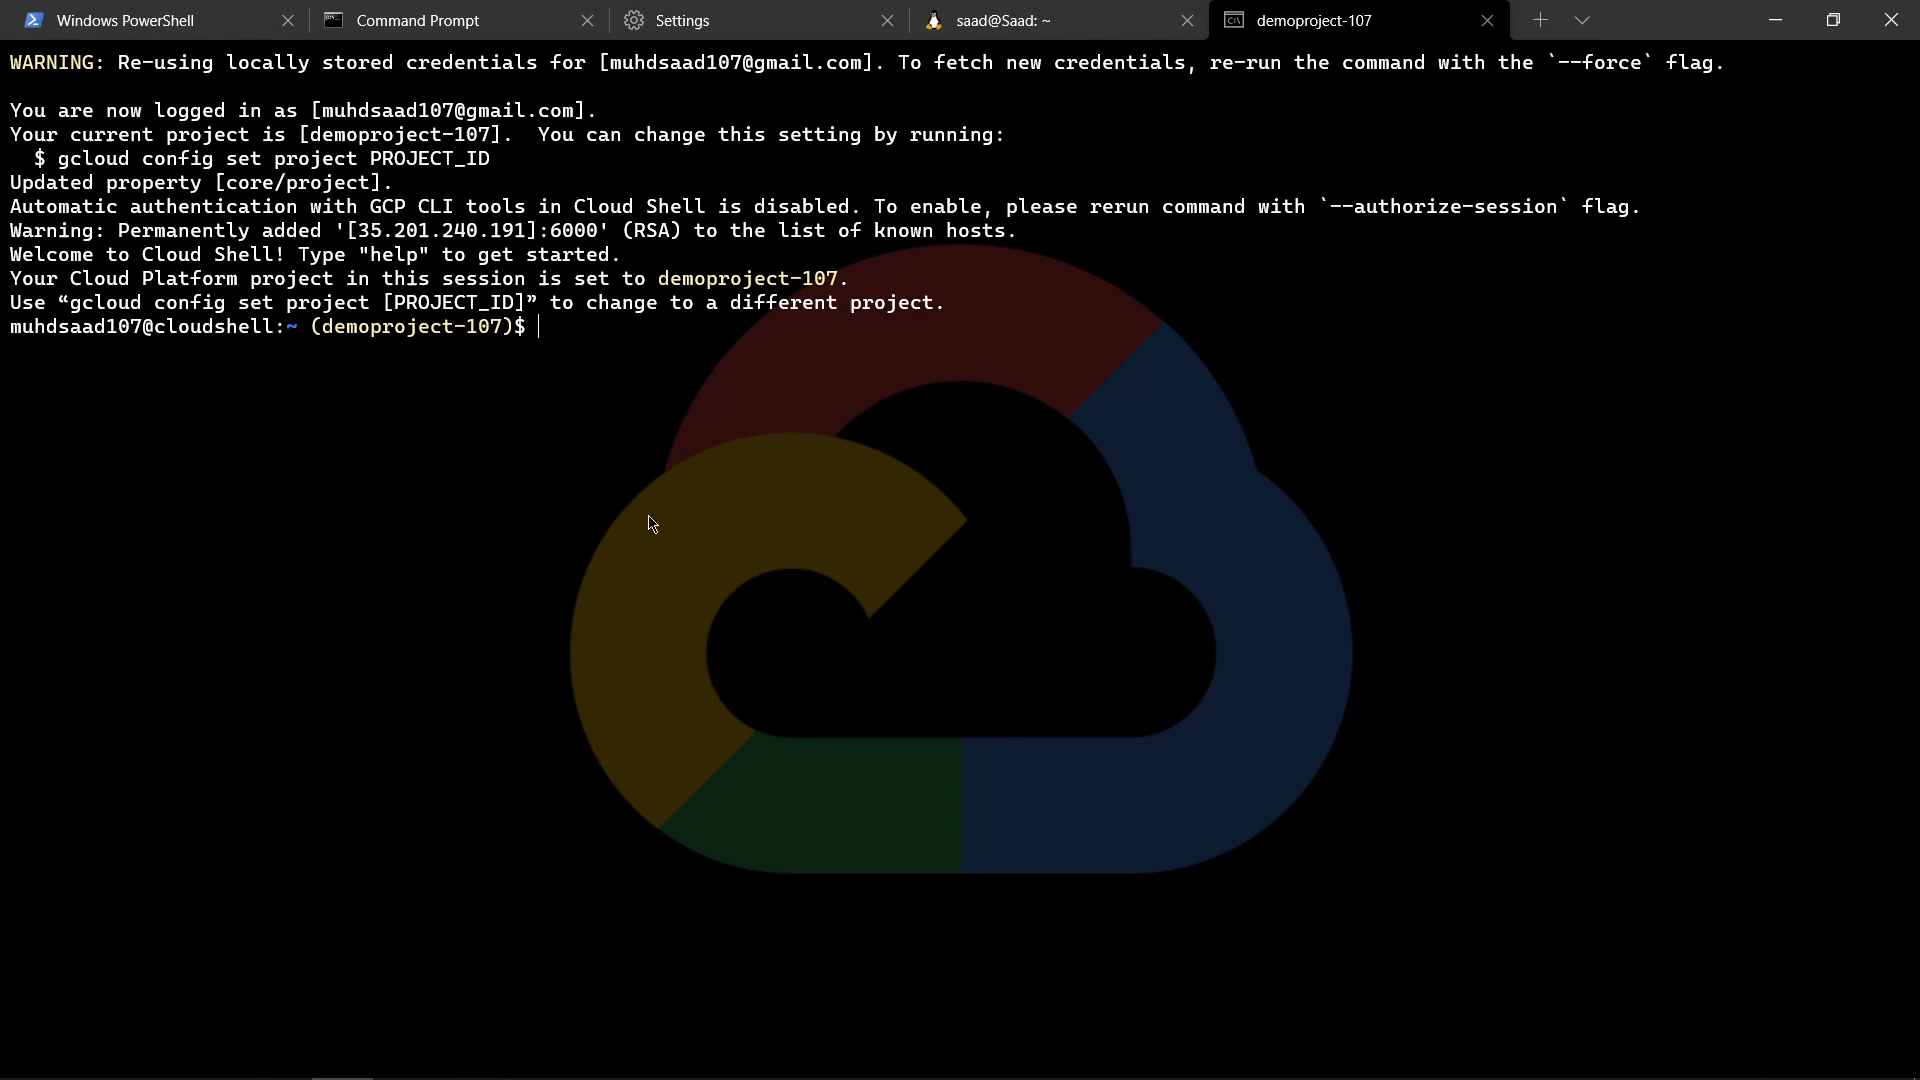 Windows PowerShell
Command Prompt
Settings
saad@Saad: ~
demoproject-107
WARNING: Re-using locally stored credentials for [muhdsaad107@gmail.com]. To fetch new credentials, re-run the command with the `--force` flag.
You are now logged in as [muhdsaad107@gmail.com].
Your current project is [demoproject-107].  You can change this setting by running:
  $ gcloud config set project PROJECT_ID
Updated property [core/project].
Automatic authentication with GCP CLI tools in Cloud Shell is disabled. To enable, please rerun command with `--authorize-session` flag.
Warning: Permanently added '[35.201.240.191]:6000' (RSA) to the list of known hosts.
Welcome to Cloud Shell! Type "help" to get started.
Your Cloud Platform project in this session is set to demoproject-107.
Use “gcloud config set project [PROJECT_ID]” to change to a different project.
muhdsaad107@cloudshell:~ (demoproject-107)$